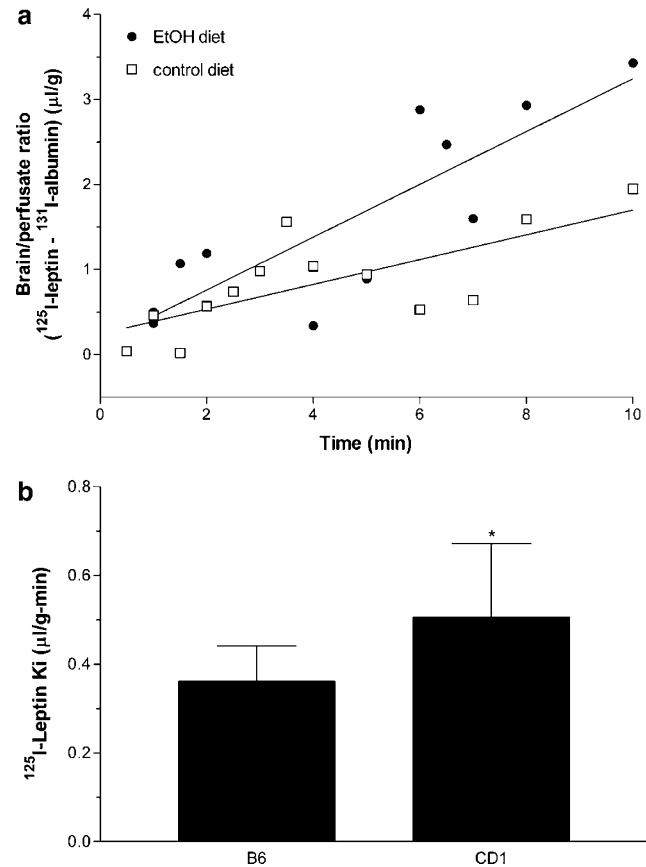 a
EtOH diet
control diet
Brain/perfusate ratio
(¹²⁵I-leptin - ¹³¹I-albumin) (µl/g)
4
3
2
1
0
0 2 4 6 8 10
Time (min)
b
¹²⁵I-Leptin Ki (µl/g-min)
0.8
0.6
0.4
0.2
0.0
*
B6 CD1